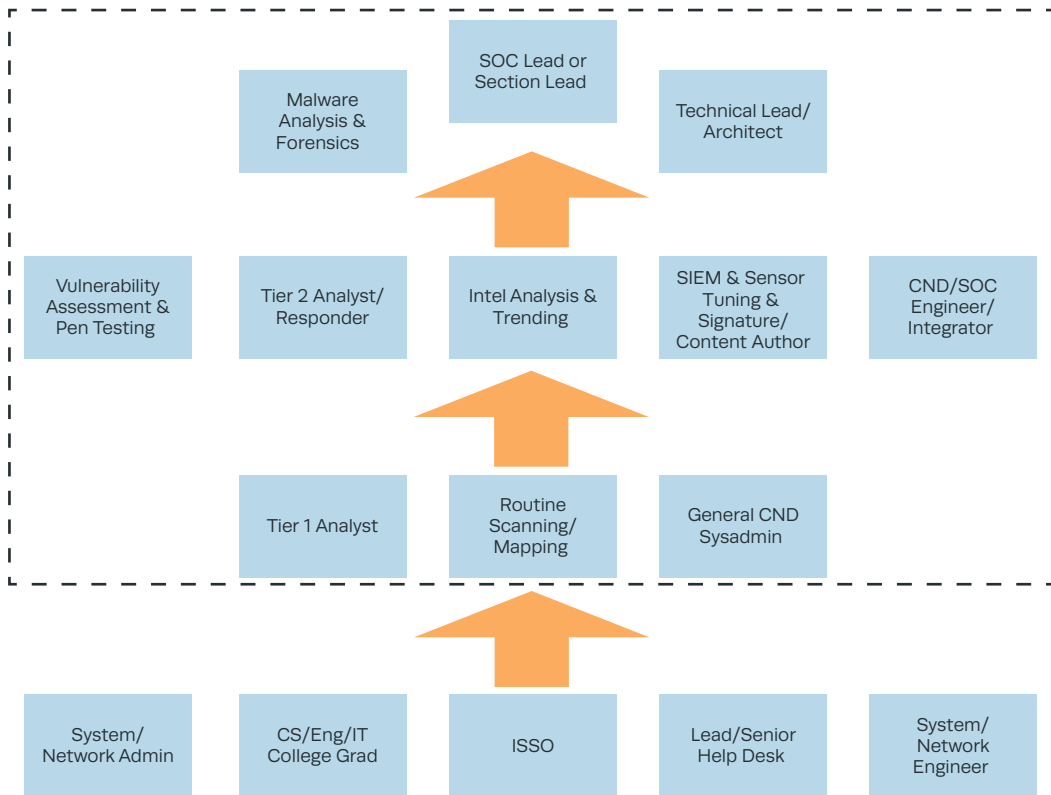 SOC Lead or
Section Lead
Malware
Analysis &
Forensics
Technical Lead/
Architect
Vulnerability
Assessment &
Pen Testing
Tier 2 Analyst/
Responder
Intel Analysis &
Trending
SIEM & Sensor
Tuning &
Signature/
Content Author
CND/SOC
Engineer/
Integrator
Tier 1 Analyst
Routine
Scanning/
Mapping
General CND
Sysadmin
System/
Network Admin
CS/Eng/IT
College Grad
ISSO
Lead/Senior
Help Desk
System/
Network
Engineer